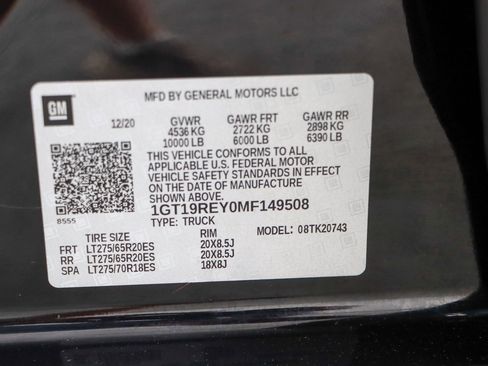 GM
MFD BY GENERAL MOTORS LLC
12/20 GVWR GAWR FRT GAWR RR
4536 KG 2722 KG 2898 KG
10000 LB 6000 LB 6390 LB
THIS VEHICLE CONFORMS TO ALL
APPLICABLE U.S. FEDERAL MOTOR
VEHICLE SAFETY STANDARDS IN EFFECT
ON THE DATE OF MANUFACTURE
SHOWN ABOVE.
8555 1GT19REY0MF149508
TYPE: TRUCK
TIRE SIZE RIM MODEL: 08TK20743
FRT LT275/65R20ES 20X8.5J
RR LT275/65R20ES 20X8.5J
SPA LT275/70R18ES 18X8J